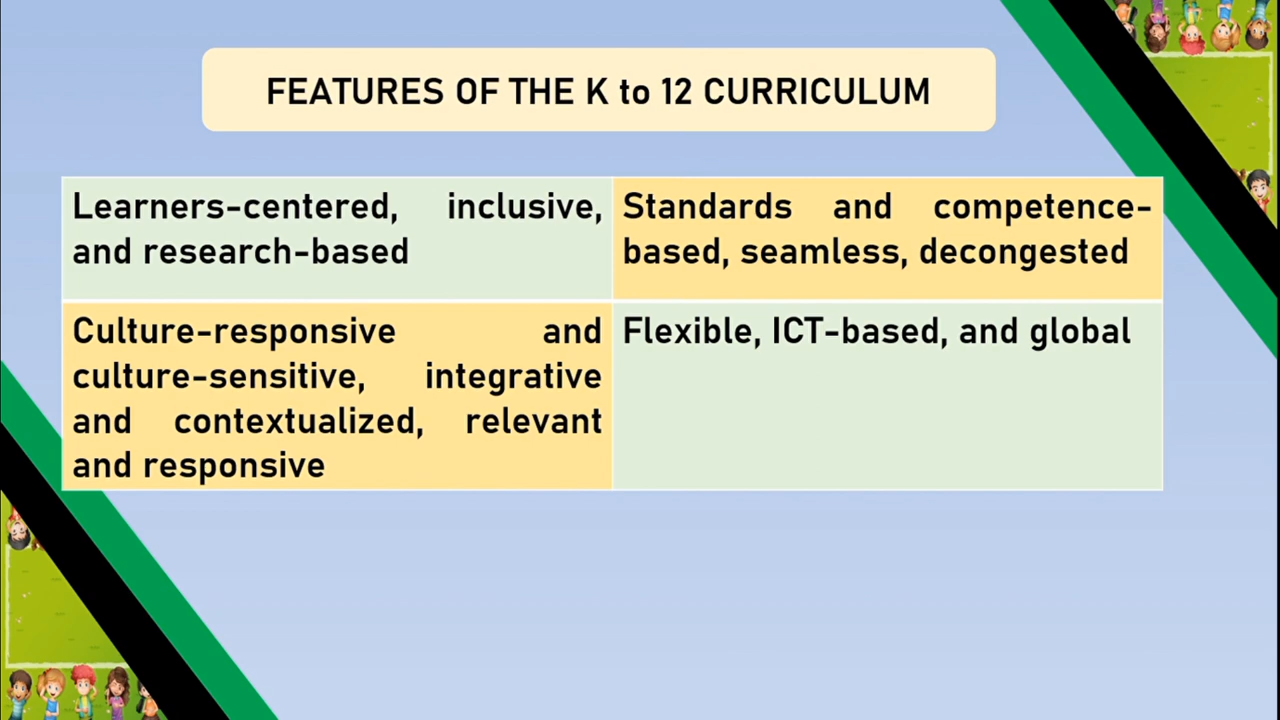 FEATURES OF THE K to 12 CURRICULUM
Learners-centered, inclusive,
and research-based
Standards and competence-
based, seamless, decongested
Culture-responsive and
culture-sensitive, integrative
and contextualized, relevant
and responsive
Flexible, ICT-based, and global